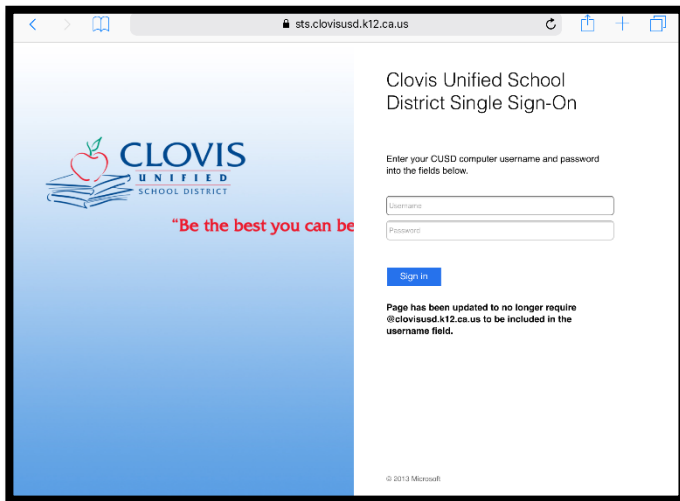 sts.clovisusd.k12.ca.us
CLOVIS
UNIFIED
SCHOOL DISTRICT
"Be the best you can be
Clovis Unified School
District Single Sign-On
Enter your CUSD computer username and password
into the fields below.
Username
Password
Sign in
Page has been updated to no longer require
@clovisusd.k12.ca.us to be included in the
username field.
© 2013 Microsoft